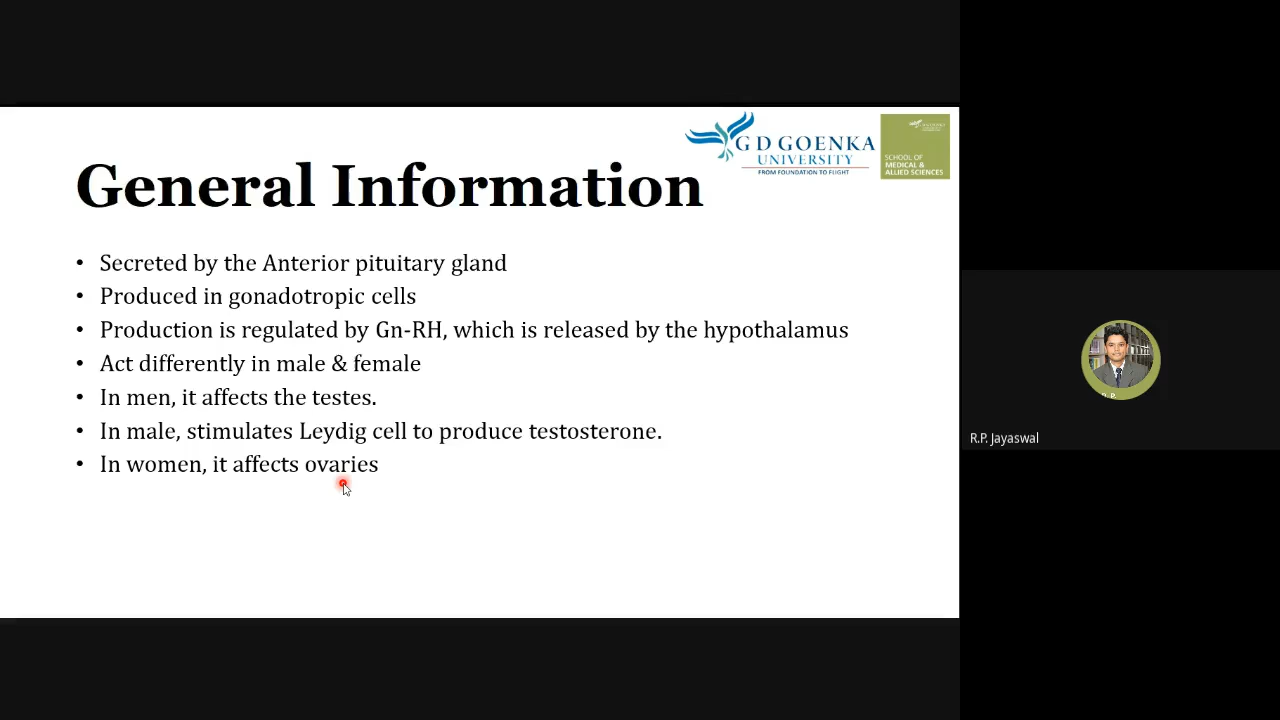 G D GOENKA
UNIVERSITY
FROM FOUNDATION TO FLIGHT
SCHOOL OF
MEDICAL &
ALLIED SCIENCES
General Information
• Secreted by the Anterior pituitary gland
• Produced in gonadotropic cells
• Production is regulated by Gn-RH, which is released by the hypothalamus
• Act differently in male & female
• In men, it affects the testes.
• In male, stimulates Leydig cell to produce testosterone.
• In women, it affects ovaries
R.P. Jayaswal